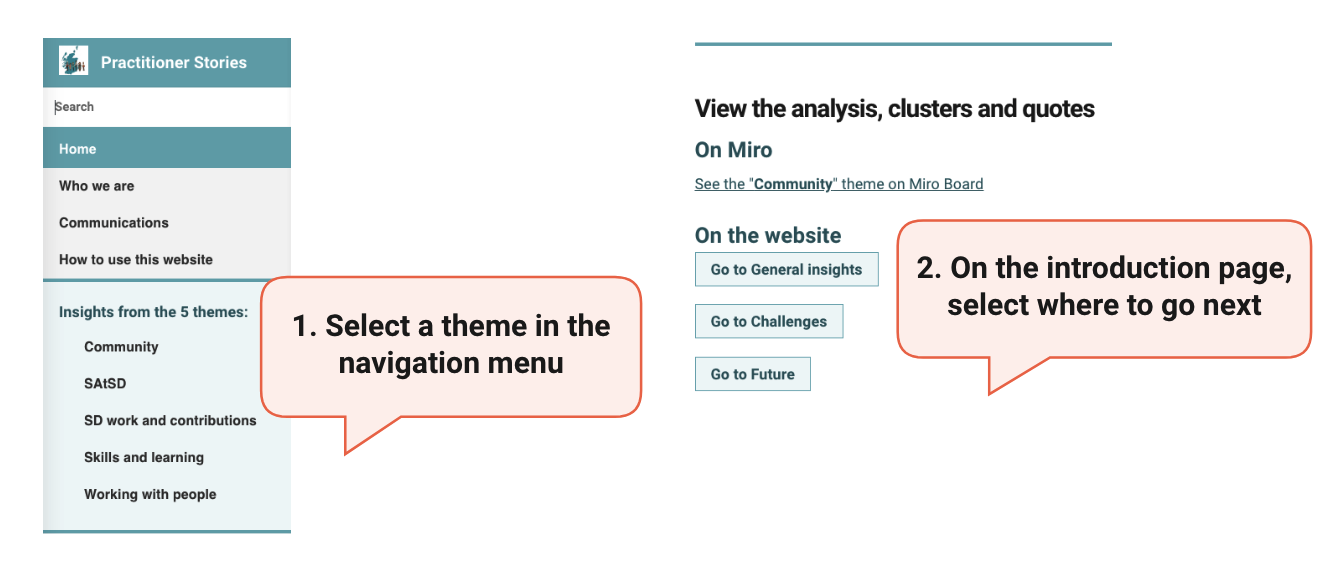 Practitioner Stories
Search
Home
Who we are
Communications
How to use this website
Insights from the 5 themes:
Community
SAtSD
SD work and contributions
Skills and learning
Working with people
1. Select a theme in the
navigation menu
View the analysis, clusters and quotes
On Miro
See the "Community" theme on Miro Board
On the website
Go to General insights
Go to Challenges
Go to Future
2. On the introduction page,
select where to go next